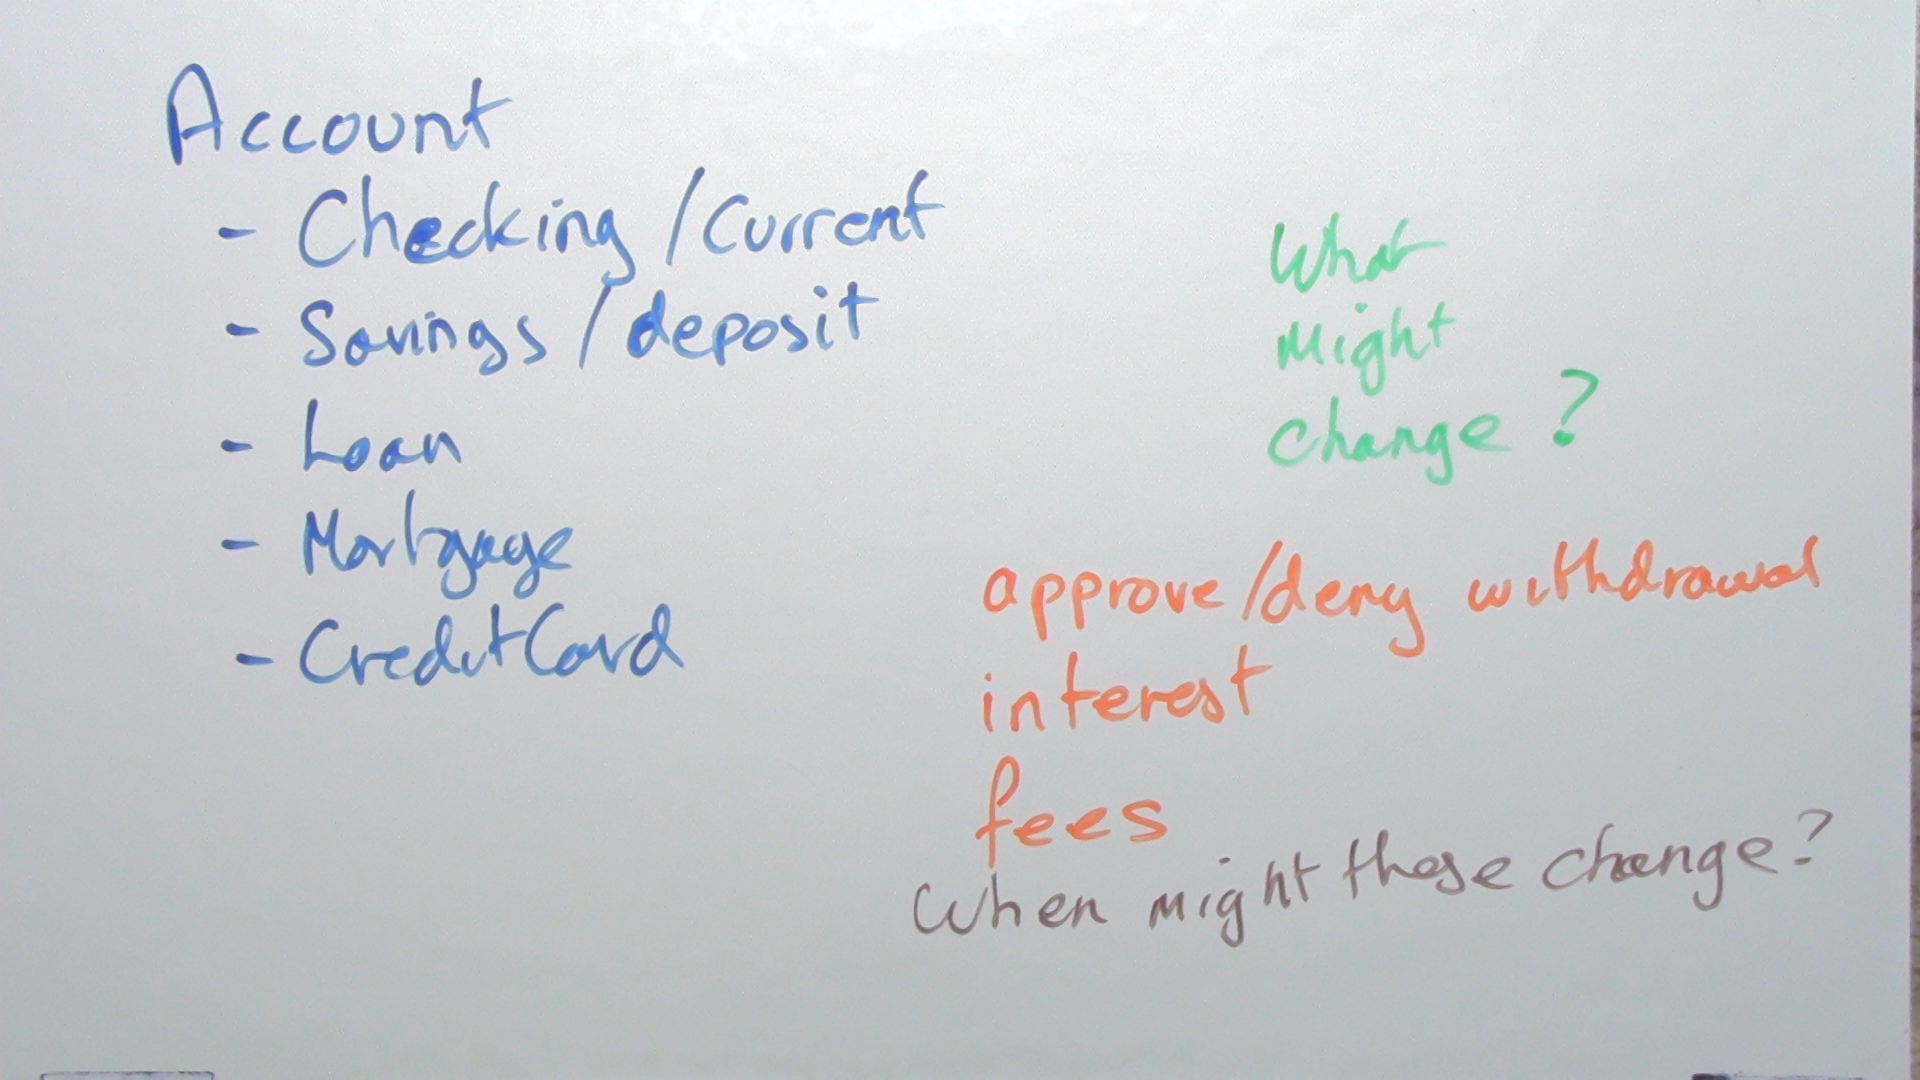 Account
- Checking / Current
- Savings / deposit
- Loan
- Mortgage
- CreditCard
What
Might
change?
approve/deny withdrawal
interest
fees
When might these change?